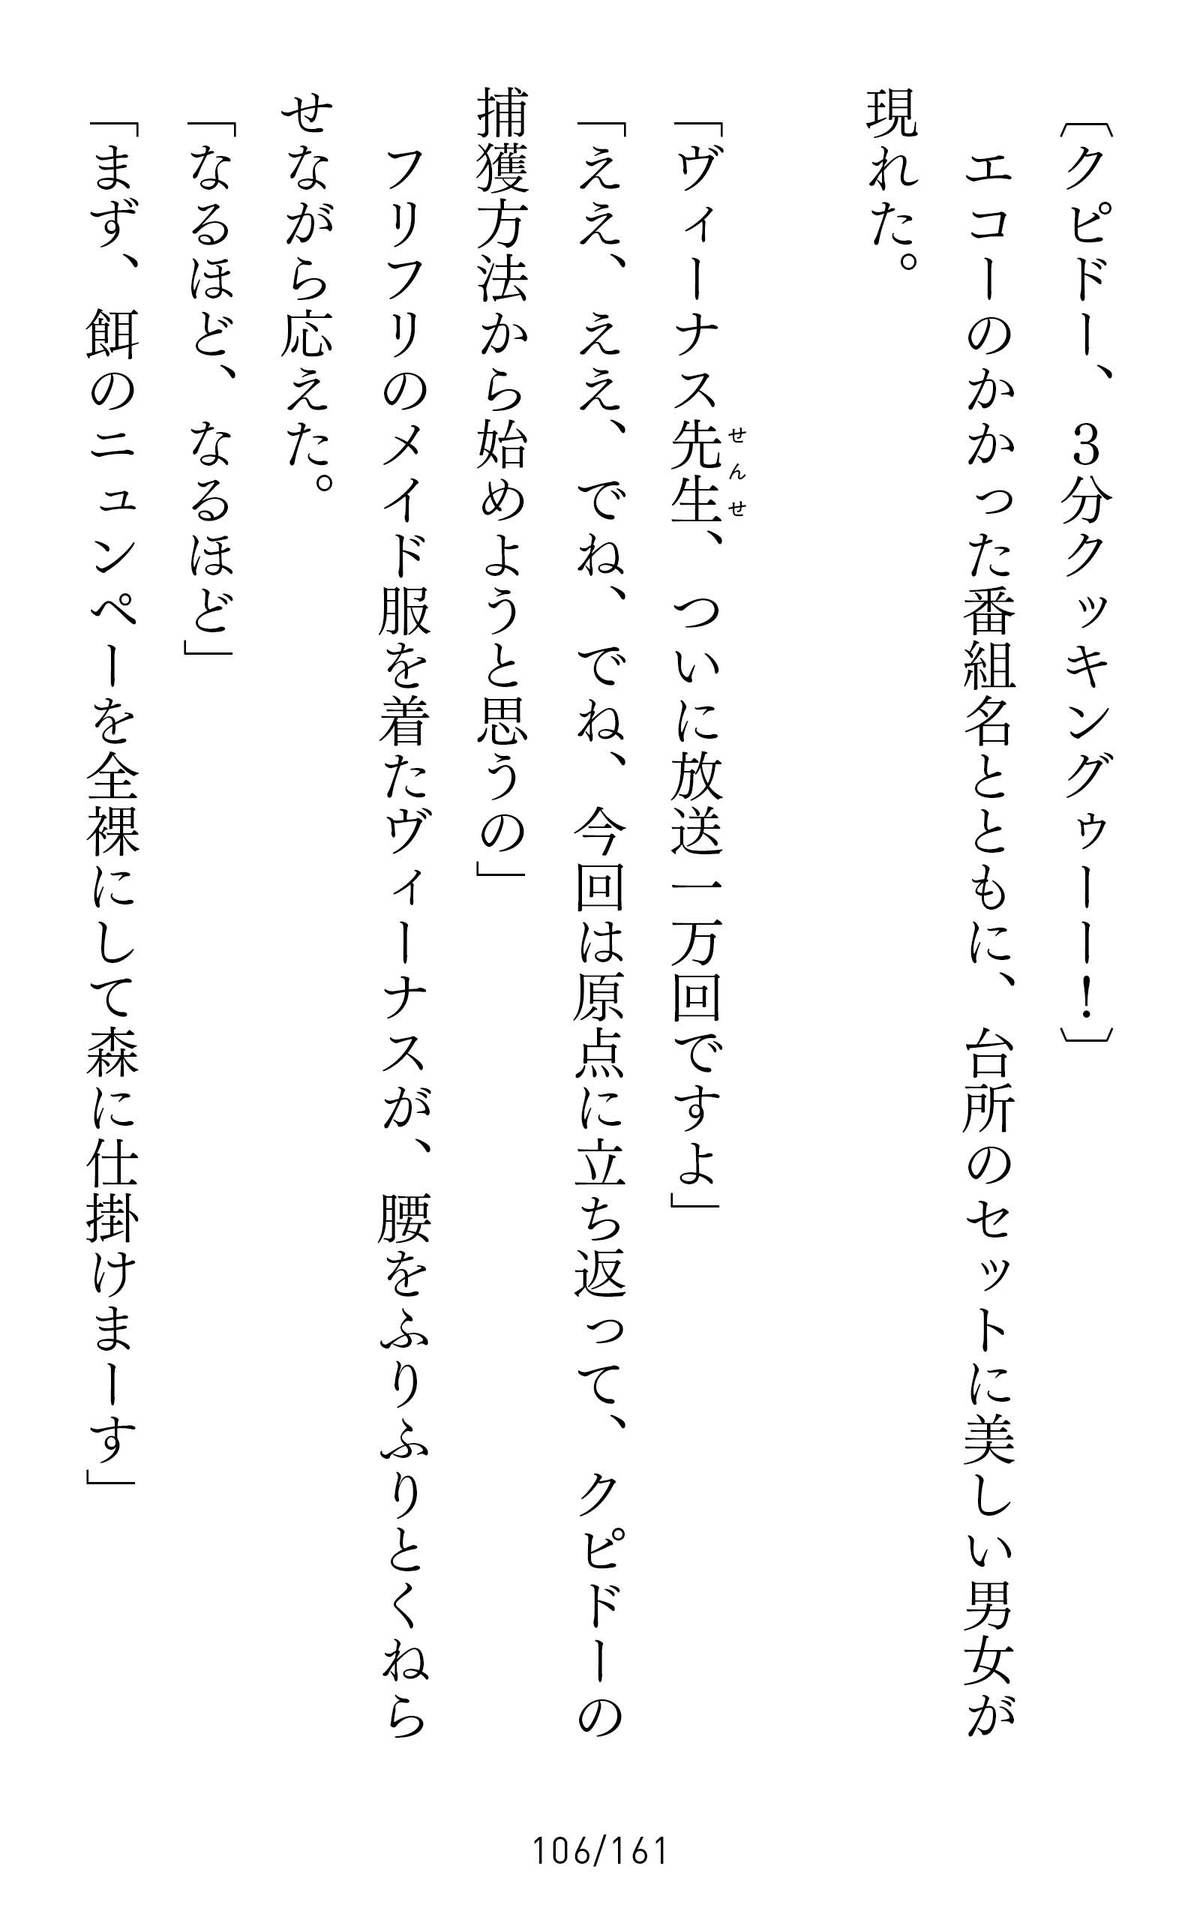 〔クピドー、3分クッキングゥーー！〕
　エコーのかかった番組名とともに、台所のセットに美しい男女が
現れた。
「ヴィーナス先生、ついに放送一万回ですよ」
せんせ
「ええ、ええ、でね、でね、今回は原点に立ち返って、クピドーの
捕獲方法から始めようと思うの」
　フリフリのメイド服を着たヴィーナスが、腰をふりふりとくねら
せながら応えた。
「なるほど、なるほど」
「まず、餌のニュンペーを全裸にして森に仕掛けまーす」
106/161